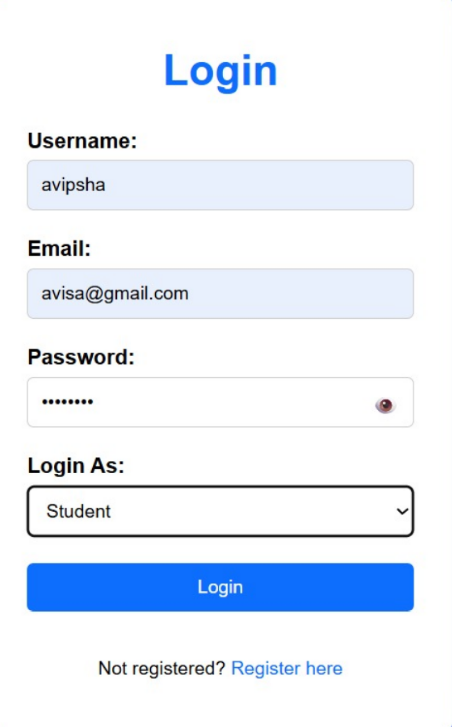 Login
Username:
avipsha
Email:
avisa@gmail.com
Password:
••••••••
Login As:
Student
Login
Not registered? Register here